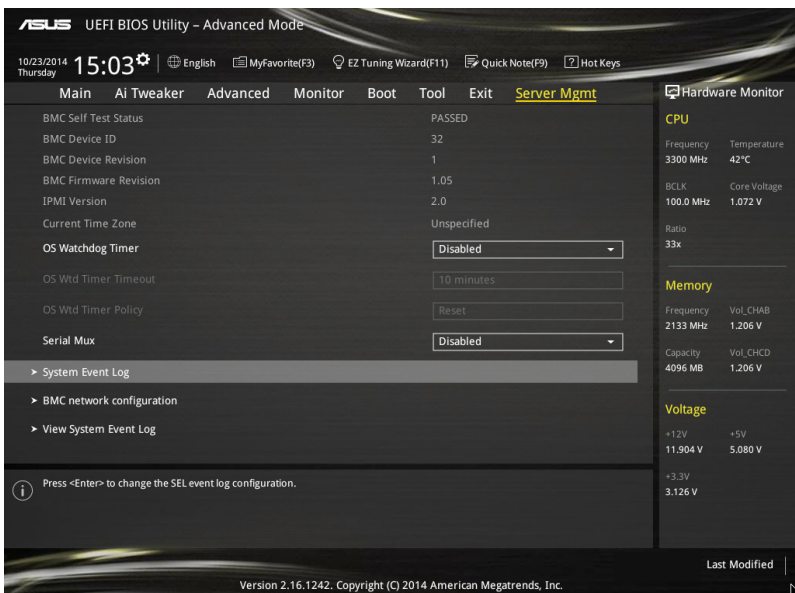 ASUS UEFI BIOS Utility – Advanced Mode
10/23/2014 Thursday 15:03 English MyFavorite(F3) EZ Tuning Wizard(F11) Quick Note(F9) ? Hot Keys
Main Ai Tweaker Advanced Monitor Boot Tool Exit Server Mgmt
BMC Self Test Status PASSED
BMC Device ID 32
BMC Device Revision 1
BMC Firmware Revision 1.05
IPMI Version 2.0
Current Time Zone Unspecified
OS Watchdog Timer Disabled
OS Wtd Timer Timeout 10 minutes
OS Wtd Timer Policy Reset
Serial Mux Disabled
System Event Log
BMC network configuration
View System Event Log
Press <Enter> to change the SEL event log configuration.
Hardware Monitor
CPU
Frequency Temperature
3300 MHz 42°C
BCLK Core Voltage
100.0 MHz 1.072 V
Ratio
33x
Memory
Frequency Vol_CHAB
2133 MHz 1.206 V
Capacity Vol_CHCD
4096 MB 1.206 V
Voltage
+12V +5V
11.904 V 5.080 V
+3.3V
3.126 V
Last Modified
Version 2.16.1242. Copyright (C) 2014 American Megatrends, Inc.